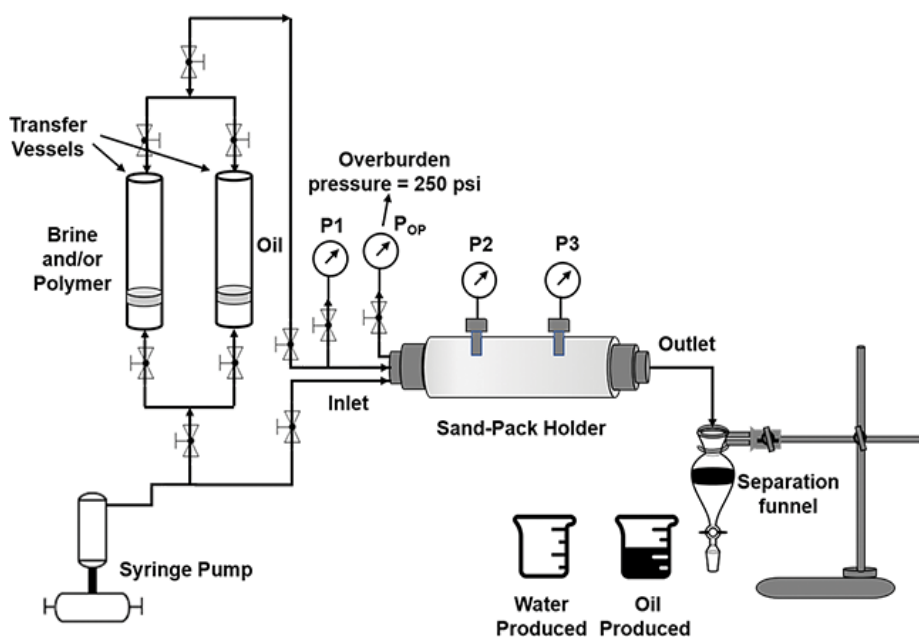 Transfer
Vessels
Overburden
pressure = 250 psi
P1
POP
P2
P3
Brine
and/or
Polymer
Oil
Outlet
Inlet
Sand-Pack Holder
Separation
funnel
Syringe Pump
Water
Produced
Oil
Produced